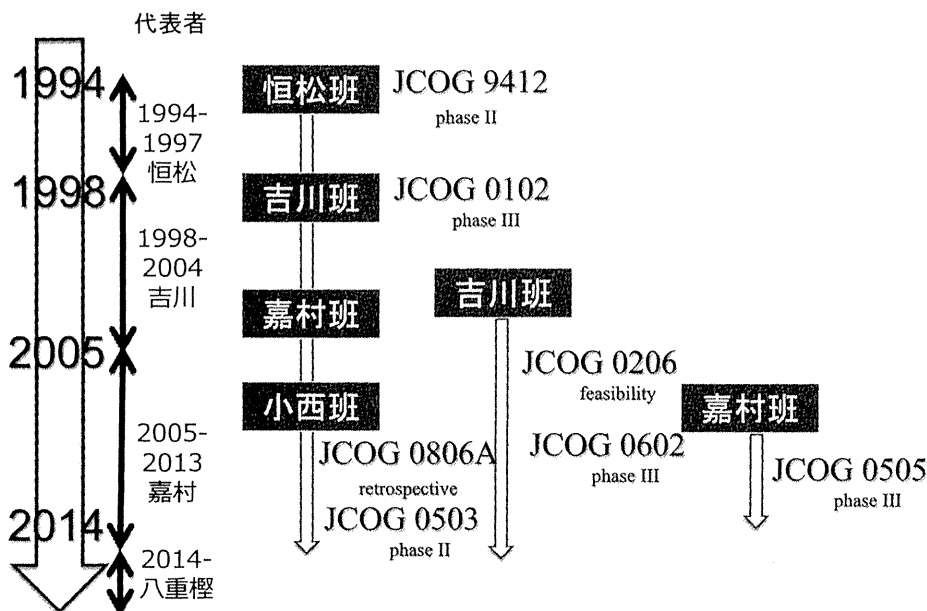 代表者
1994
1994-
1997
恒松
1998
1998-
2004
吉川
2005
2005-
2013
嘉村
2014
2014-
八重樫
恒松班
JCOG 9412
phase II
吉川班
JCOG 0102
phase III
嘉村班
小西班
JCOG 0806A
retrospective
JCOG 0503
phase II
吉川班
JCOG 0206
feasibility
JCOG 0602
phase III
嘉村班
JCOG 0505
phase III